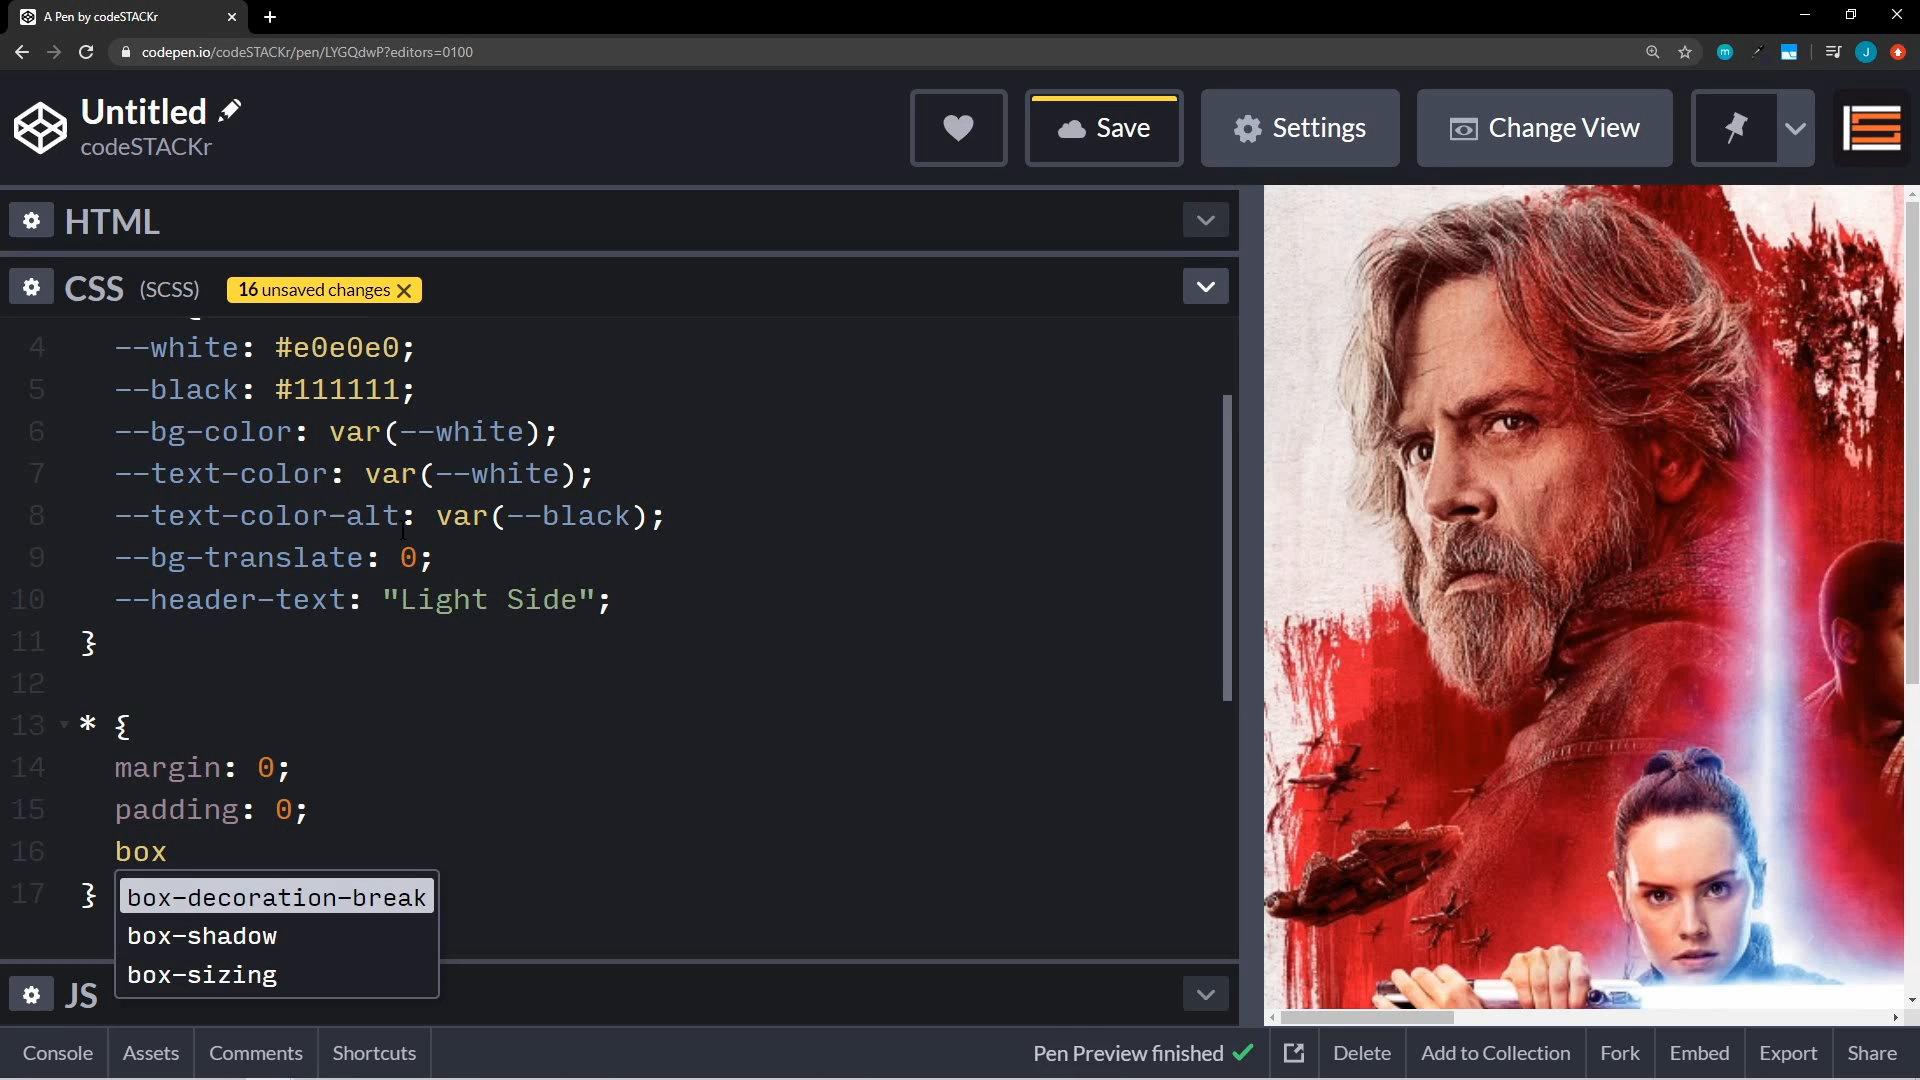 A Pen by codeSTACKr
codepen.io/codeSTACKr/pen/LYGQdwP?editors=0100
m
J
Untitled
codeSTACKr
Save
Settings
Change View
HTML
CSS (SCSS) 16 unsaved changes
4 --white: #e0e0e0;
5 --black: #111111;
6 --bg-color: var(--white);
7 --text-color: var(--white);
8 --text-color-alt: var(--black);
9 --bg-translate: 0;
10 --header-text: "Light Side";
11 }
12
13 * {
14 margin: 0;
15 padding: 0;
16 box
17 }
box-decoration-break
box-shadow
box-sizing
JS
Console Assets Comments Shortcuts Pen Preview finished Delete Add to Collection Fork Embed Export Share